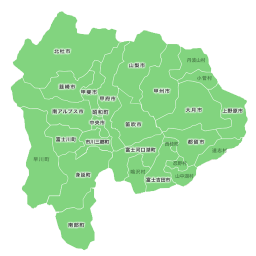 北杜市
韮崎市
甲斐市
甲府市
山梨市
丹波山村
小菅村
甲州市
大月市
上野原市
南アルプス市
昭和町
中央市
笛吹市
富士川町
市川三郷町
西桂町
都留市
道志村
富士河口湖町
早川町
身延町
鳴沢村
忍野村
富士吉田市
山中湖村
南部町